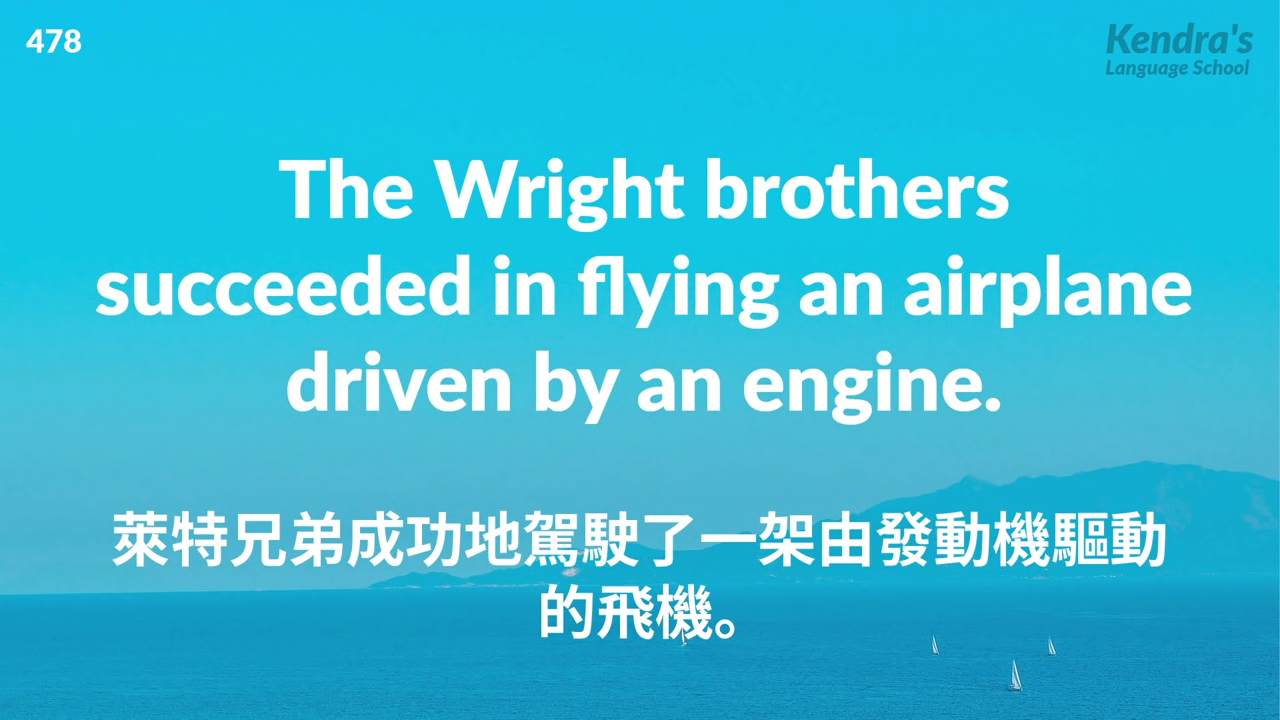 478
Kendra's
Language School
The Wright brothers
succeeded in flying an airplane
driven by an engine.
萊特兄弟成功地駕駛了一架由發動機驅動
的飛機。